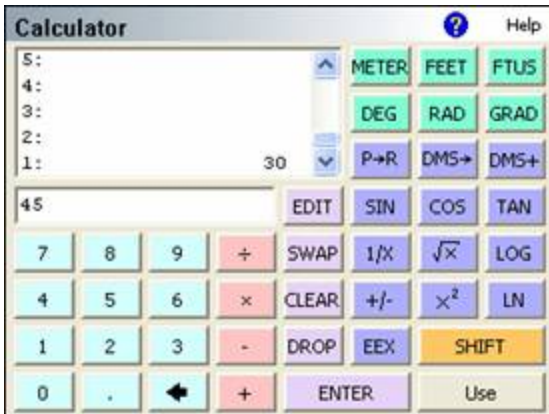 Calculator ? Help
5:
4:
3:
2:
1: 30
METER FEET FTUS
DEG RAD GRAD
P→R DMS→ DMS+
45 EDIT SIN COS TAN
7 8 9 ÷ SWAP 1/X √x LOG
4 5 6 × CLEAR +/- x² LN
1 2 3 - DROP EEX SHIFT
0 . 🡄 + ENTER Use